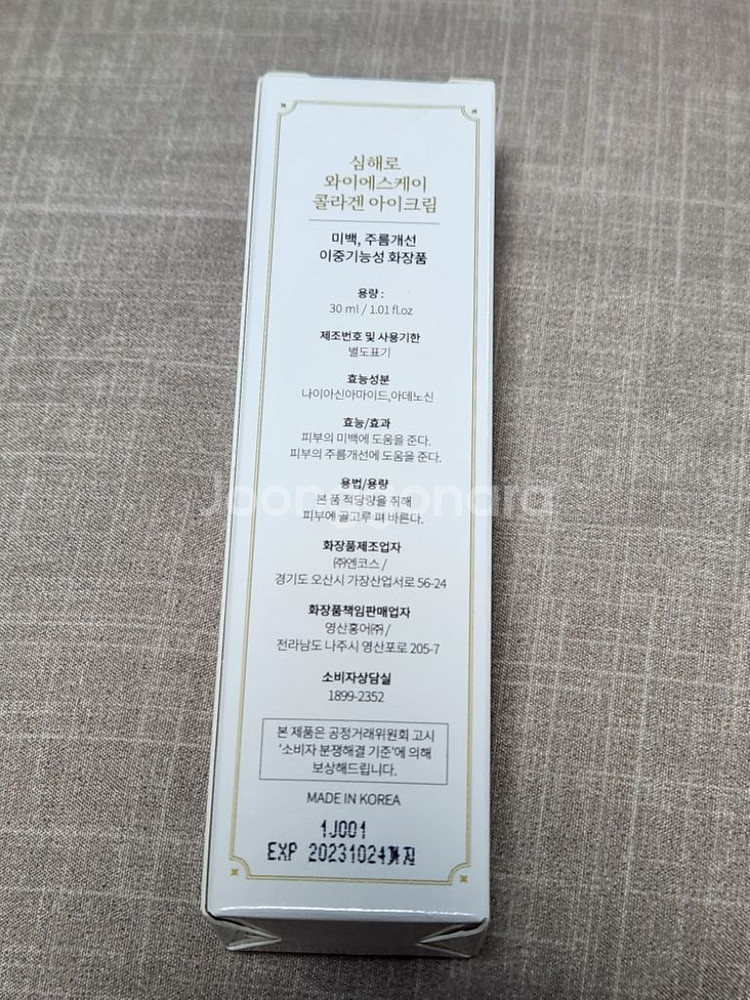 심해로
와이에스케이
콜라겐 아이크림
미백, 주름개선
이중기능성 화장품
용량 :
30 ml / 1.01 fl.oz
제조번호 및 사용기한
별도표기
효능성분
나이아신아마이드,아데노신
효능/효과
피부의 미백에 도움을 준다.
피부의 주름개선에 도움을 준다.
용법/용량
본 품 적당량을 취해
피부에 골고루 펴 바른다.
Joonggonara
화장품제조업자
㈜엔코스 /
경기도 오산시 가장산업서로 56-24
화장품책임판매업자
영산홍어㈜ /
전라남도 나주시 영산포로 205-7
소비자상담실
1899-2352
본 제품은 공정거래위원회 고시
'소비자 분쟁해결 기준'에 의해
보상해드립니다.
MADE IN KOREA
1J001
EXP 20231024까지